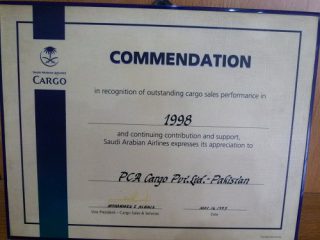 Saudi Arabian Airlines
CARGO
COMMENDATION
in recognition of outstanding cargo sales performance in
1998
and continuing contribution and support,
Saudi Arabian Airlines expresses its appreciation to
PCA Cargo Pvt.Ltd.-Pakistan
Vice President - Cargo Sales & Services
Date